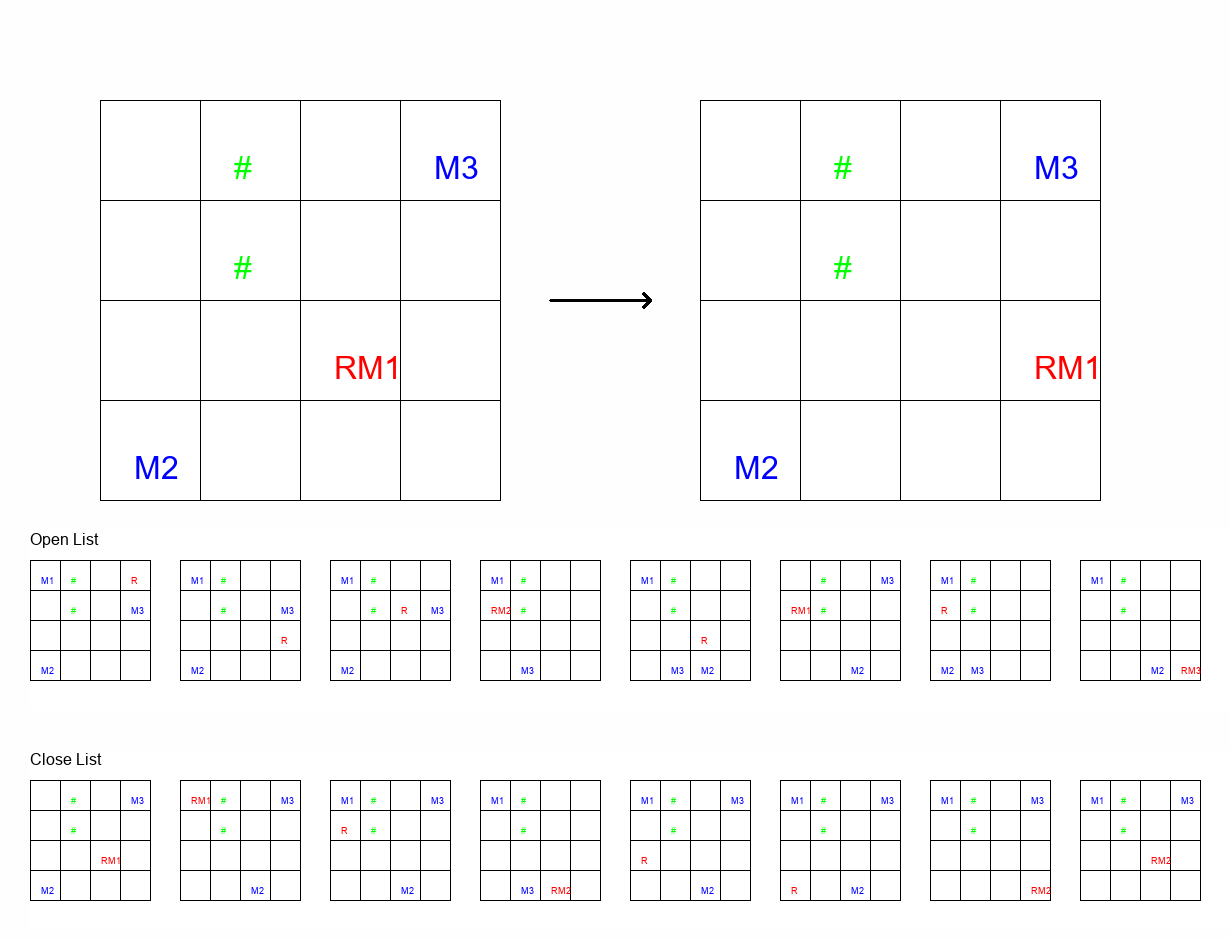 # M3 # M3
# #
RM1 RM1
M2 M2
Open List
M1 # R M1 # M1 # M1 # M1 # # M3 M1 # M1 #
# M3 # M3 # R M3 RM2 # # RM1 # R # #
R R
M2 M2 M2 M3 M3 M2 M2 M2 M3 M2 RM3
Close List
# M3 RM1 # M3 M1 # M3 M1 # M1 # M3 M1 # M3 M1 # M3 M1 # M3
# # R # # # # # #
RM1 R RM2
M2 M2 M2 M3 RM2 M2 R M2 RM2